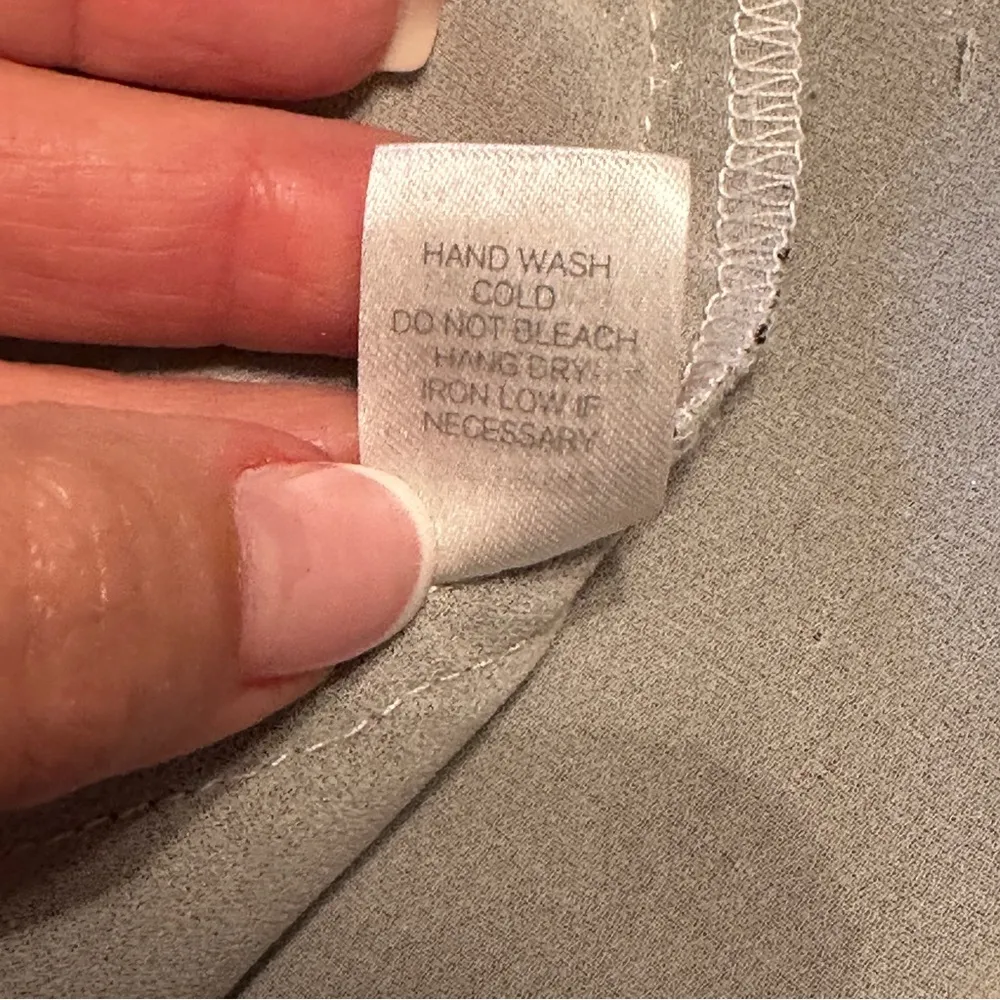 HAND WASH
COLD
DO NOT BLEACH
HANG DRY
IRON LOW IF
NECESSARY